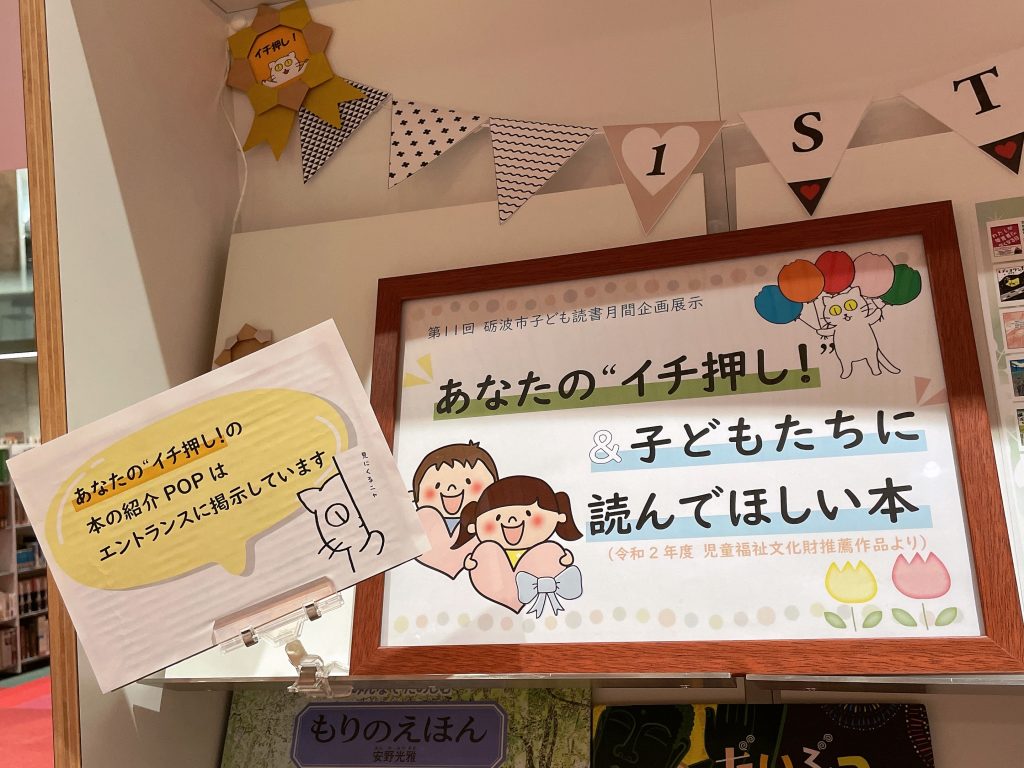 イチ押し!
1
S
T
第11回 砺波市子ども読書月間企画展示
あなたの“イチ押し!”
&子どもたちに
読んでほしい本
(令和2年度 児童福祉文化財推薦作品より)
あなたの“イチ押し!の
本の紹介POPは
エントランスに掲示しています
見にくるニャ
もりのえほん
安野光雅